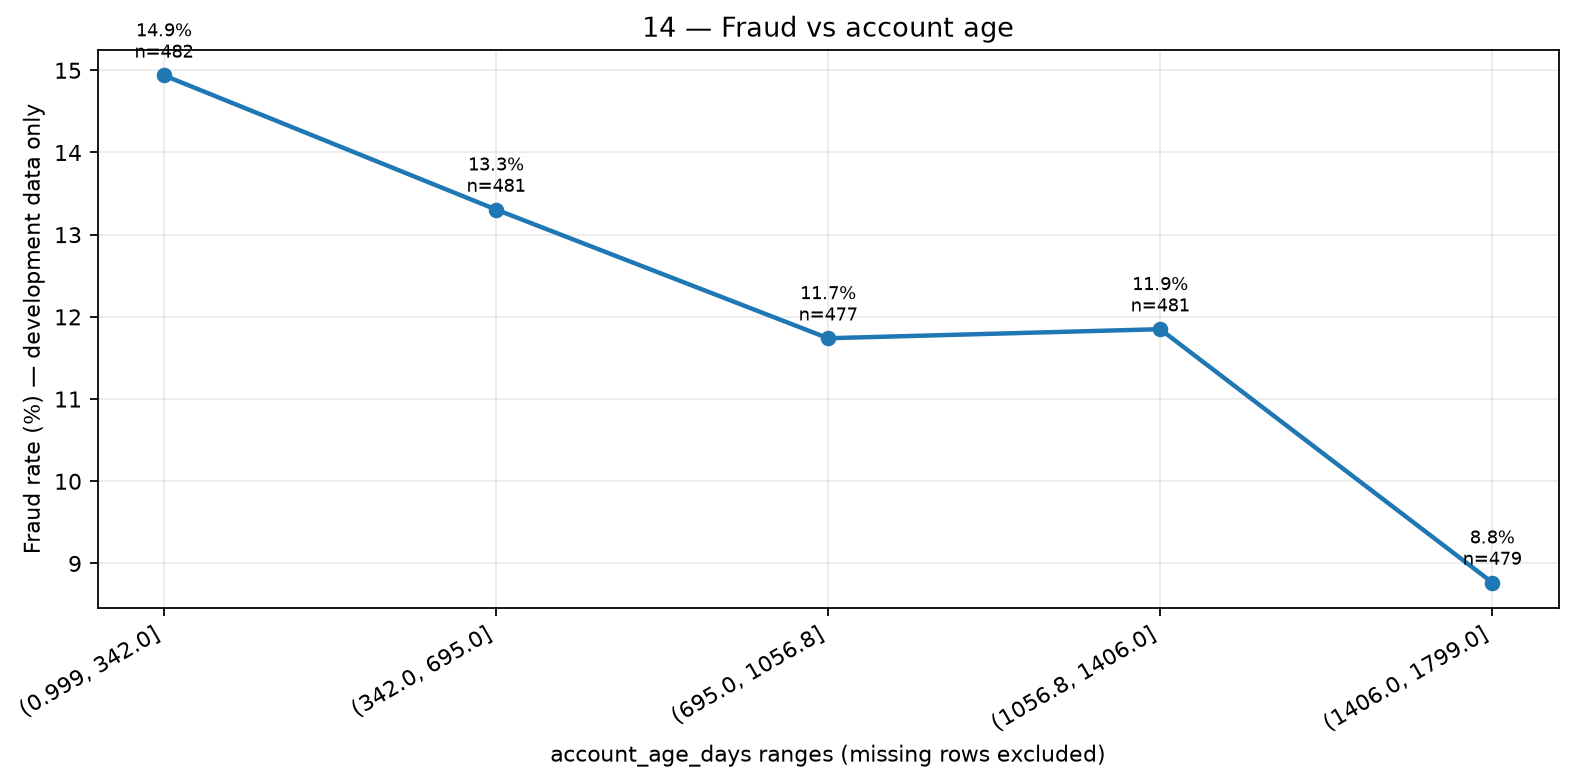 14 — Fraud vs account age
14.9%
n=482
13.3%
n=481
11.7%
n=477
11.9%
n=481
8.8%
n=479
Fraud rate (%) — development data only
15
14
13
12
11
10
9
(0.999, 342.0]
(342.0, 695.0]
(695.0, 1056.8]
(1056.8, 1406.0]
(1406.0, 1799.0]
account_age_days ranges (missing rows excluded)